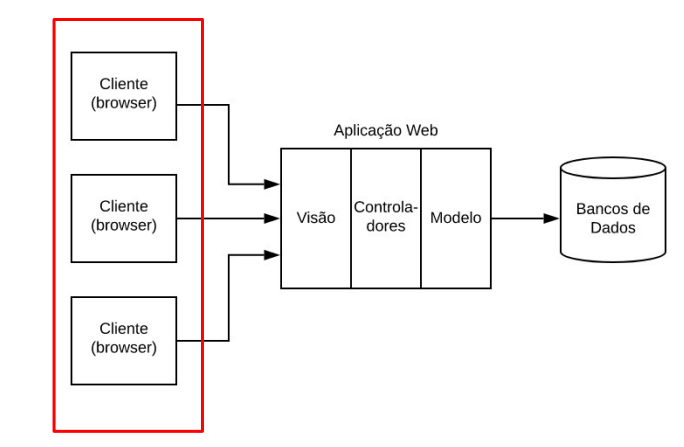 Cliente
(browser)
Aplicação Web
Cliente
(browser)
Visão
Controla-
dores
Modelo
Bancos de
Dados
Cliente
(browser)